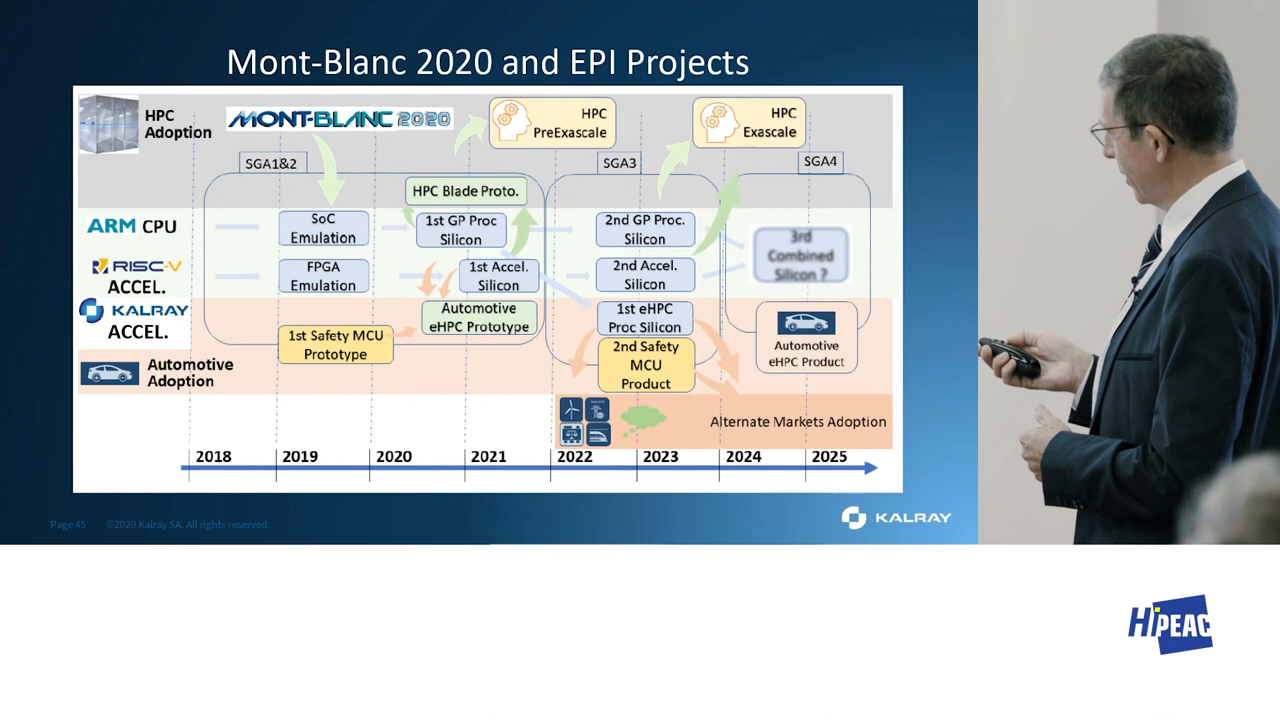 Mont-Blanc 2020 and EPI Projects
HPC
Adoption
MONT-BLANC 2020
HPC
PreExascale
HPC
Exascale
SGA1&2
SGA3
SGA4
HPC Blade Proto.
ARM CPU
SoC
Emulation
1st GP Proc
Silicon
2nd GP Proc.
Silicon
3rd
Combined
Silicon ?
RISC-V
ACCEL.
FPGA
Emulation
1st Accel.
Silicon
2nd Accel.
Silicon
KALRAY
ACCEL.
Automotive
eHPC Prototype
1st eHPC
Proc Silicon
1st Safety MCU
Prototype
2nd Safety
MCU
Product
Automotive
eHPC Product
Automotive
Adoption
Alternate Markets Adoption
2018
2019
2020
2021
2022
2023
2024
2025
Page 45
©2020 Kalray SA. All rights reserved.
KALRAY
HiPEAC